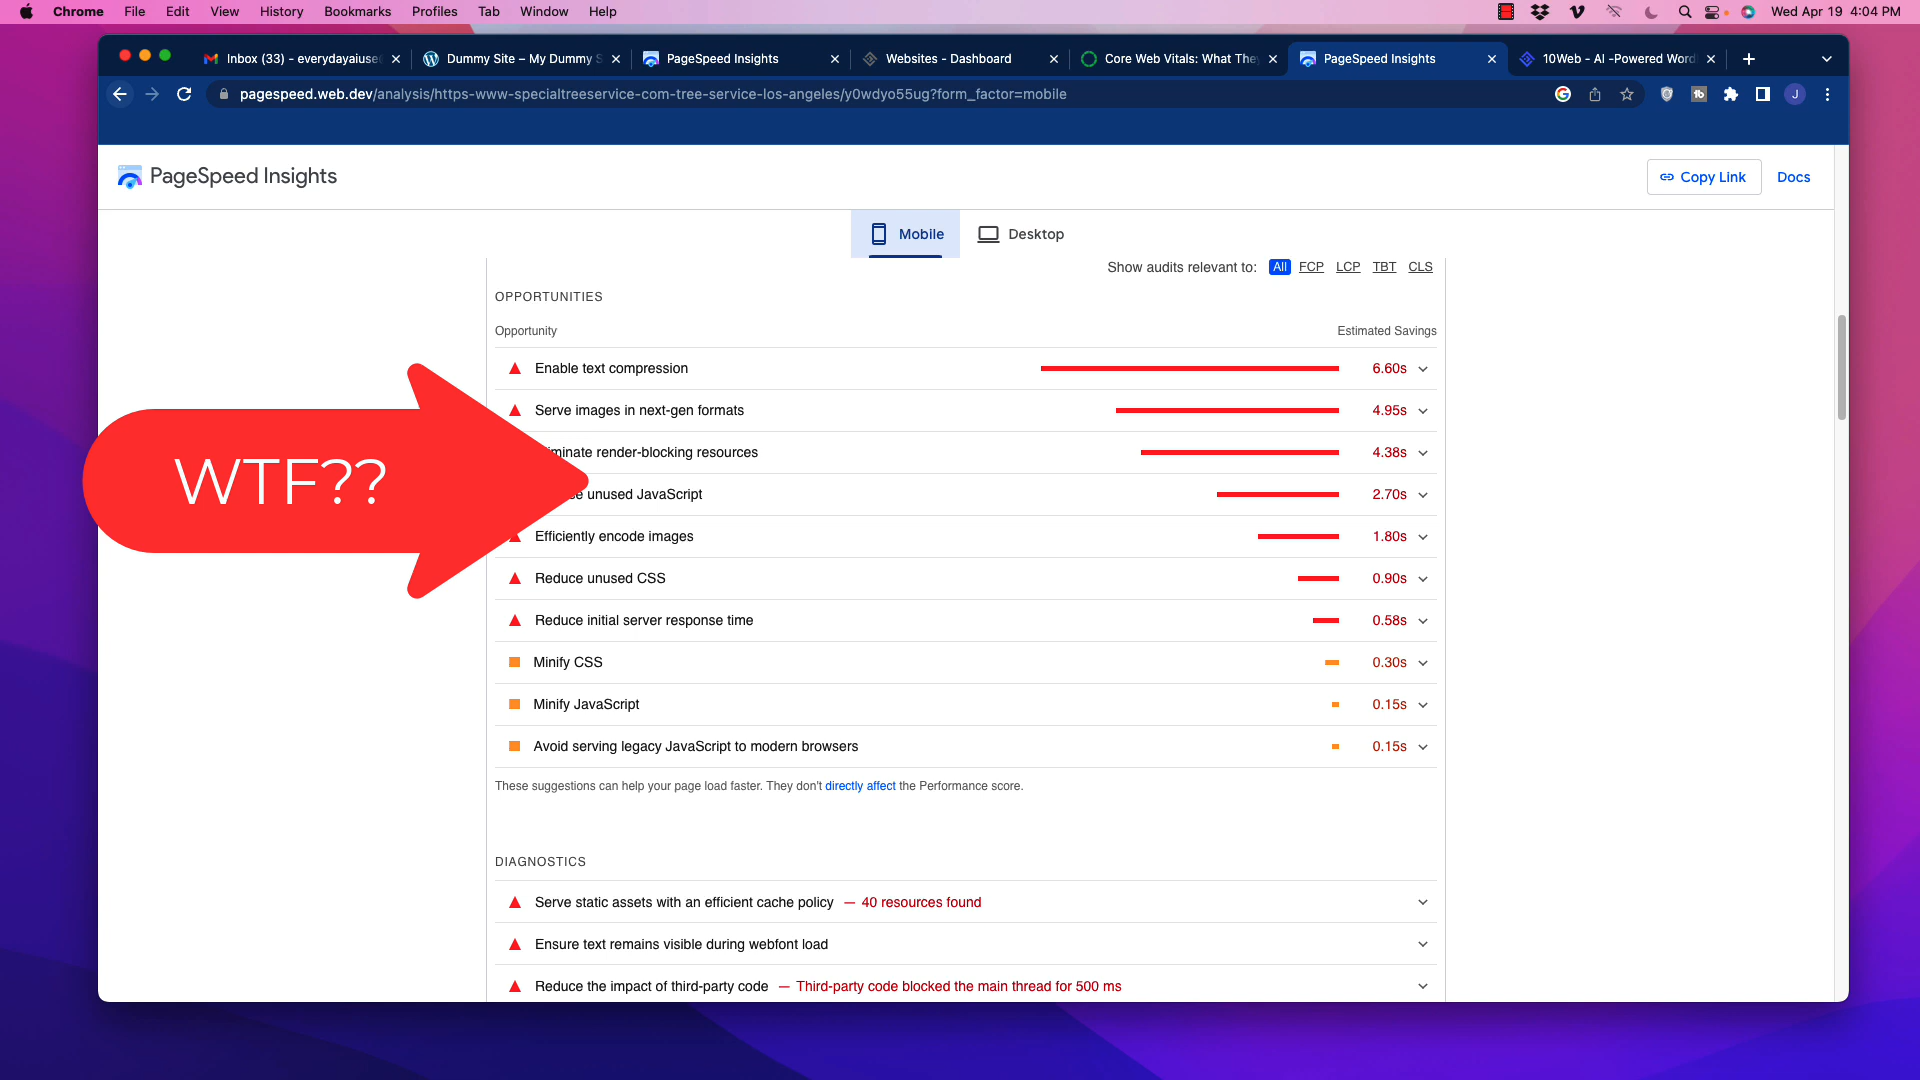 Chrome File Edit View History Bookmarks Profiles Tab Window Help Wed Apr 19 4:04 PM
Inbox (33) - everydayaiuse
Dummy Site – My Dummy S
PageSpeed Insights
Websites - Dashboard
Core Web Vitals: What They
PageSpeed Insights
10Web - AI -Powered Word
pagespeed.web.dev/analysis/https-www-specialtreeservice-com-tree-service-los-angeles/y0wdyo55ug?form_factor=mobile
tb
J
PageSpeed Insights
Copy Link
Docs
Mobile
Desktop
Show audits relevant to: All FCP LCP TBT CLS
OPPORTUNITIES
Opportunity Estimated Savings
Enable text compression 6.60s
Serve images in next-gen formats 4.95s
minate render-blocking resources 4.38s
WTF??
e unused JavaScript 2.70s
Efficiently encode images 1.80s
Reduce unused CSS 0.90s
Reduce initial server response time 0.58s
Minify CSS 0.30s
Minify JavaScript 0.15s
Avoid serving legacy JavaScript to modern browsers 0.15s
These suggestions can help your page load faster. They don't directly affect the Performance score.
DIAGNOSTICS
Serve static assets with an efficient cache policy — 40 resources found
Ensure text remains visible during webfont load
Reduce the impact of third-party code — Third-party code blocked the main thread for 500 ms